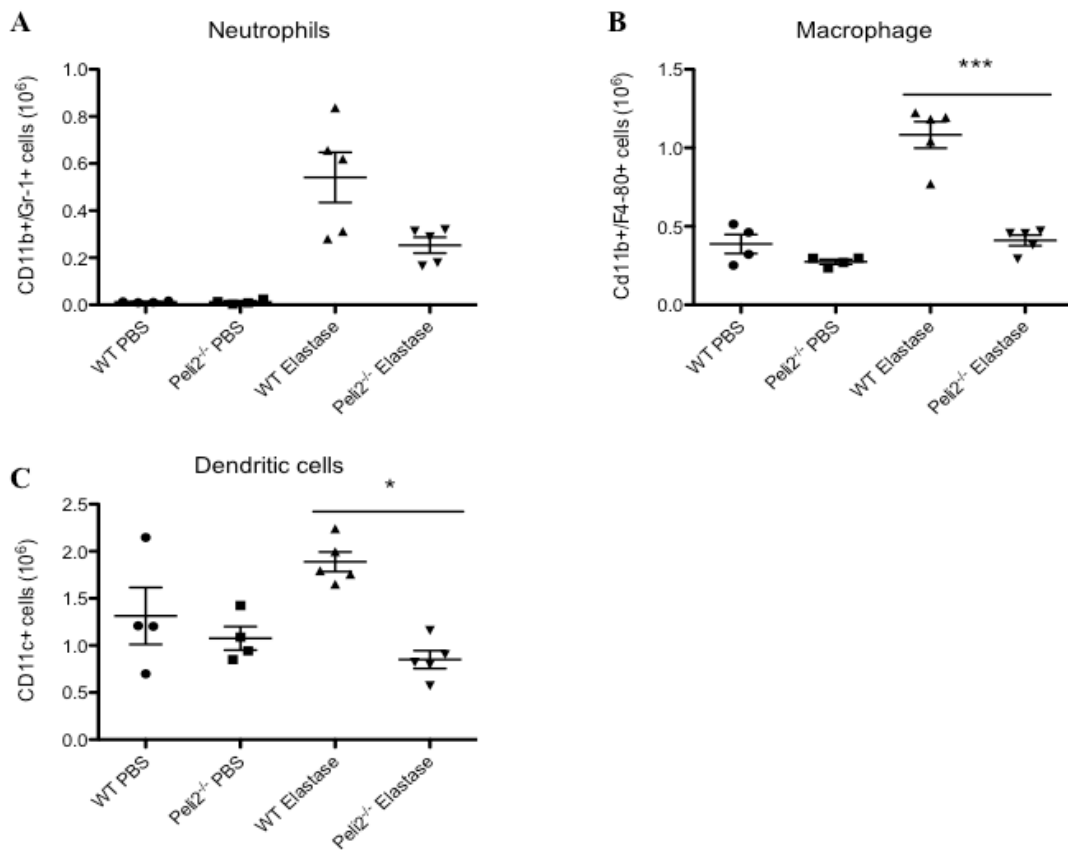 A
Neutrophils
CD11b+/Gr-1+ cells (10⁶)
1.0
0.8
0.6
0.4
0.2
0.0
WT PBS
Peli2⁻/⁻ PBS
WT Elastase
Peli2⁻/⁻ Elastase
B
Macrophage
***
Cd11b+/F4-80+ cells (10⁶)
1.5
1.0
0.5
0.0
WT PBS
Peli2⁻/⁻ PBS
WT Elastase
Peli2⁻/⁻ Elastase
C
Dendritic cells
*
CD11c+ cells (10⁶)
2.5
2.0
1.5
1.0
0.5
0.0
WT PBS
Peli2⁻/⁻ PBS
WT Elastase
Peli2⁻/⁻ Elastase